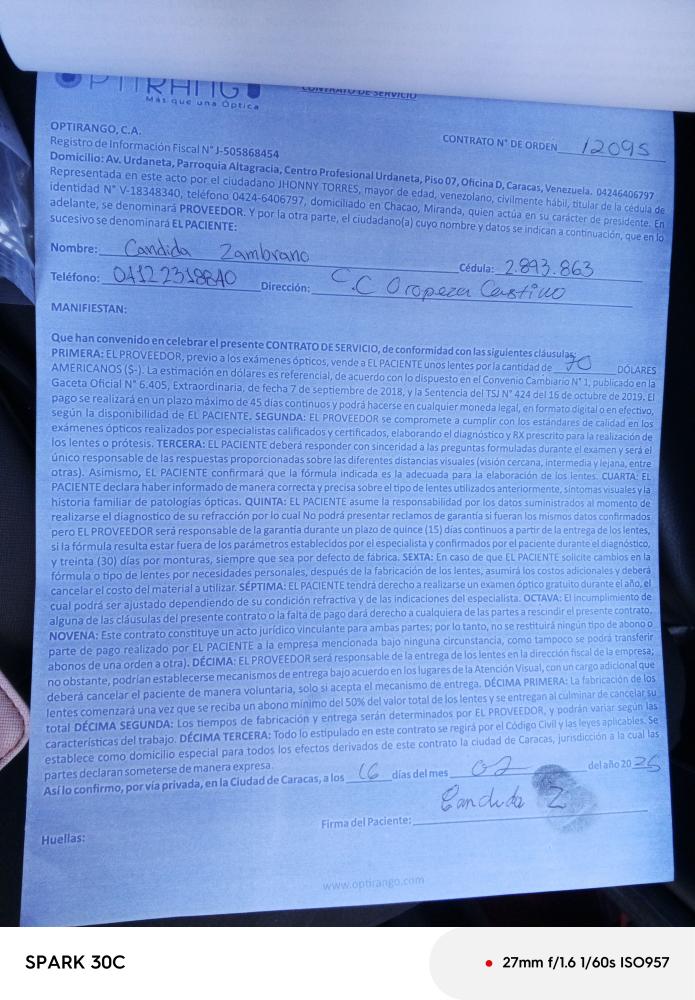 OPTIRANGO
Más que una Óptica
CONTRATO DE SERVICIO
OPTIRANGO, C.A.
Registro de Información Fiscal N° J-505868454
CONTRATO N° DE ORDEN 12095
Domicilio: Av. Urdaneta, Parroquia Altagracia, Centro Profesional Urdaneta, Piso 07, Oficina D, Caracas, Venezuela. 04246406797
Representada en este acto por el ciudadano JHONNY TORRES, mayor de edad, venezolano, civilmente hábil, titular de la cédula de
identidad N° V-18348340, teléfono 0424-6406797, domiciliado en Chacao, Miranda, quien actúa en su carácter de presidente. En
adelante, se denominará PROVEEDOR. Y por la otra parte, el ciudadano(a) cuyo nombre y datos se indican a continuación, que en lo
sucesivo se denominará EL PACIENTE:
Nombre: Candida Zambrano Cédula: 2.893.863
Teléfono: 04122318840 Dirección: C.C Oropeza Castillo
MANIFIESTAN:
Que han convenido en celebrar el presente CONTRATO DE SERVICIO, de conformidad con las siguientes cláusulas:
PRIMERA: EL PROVEEDOR, previo a los exámenes ópticos, vende a EL PACIENTE unos lentes por la cantidad de 70 DÓLARES
AMERICANOS ($-). La estimación en dólares es referencial, de acuerdo con lo dispuesto en el Convenio Cambiario N° 1, publicado en la
Gaceta Oficial N° 6.405, Extraordinaria, de fecha 7 de septiembre de 2018, y la Sentencia del TSJ N° 424 del 16 de octubre de 2019. El
pago se realizará en un plazo máximo de 45 días continuos y podrá hacerse en cualquier moneda legal, en formato digital o en efectivo,
según la disponibilidad de EL PACIENTE. SEGUNDA: EL PROVEEDOR se compromete a cumplir con los estándares de calidad en los
exámenes ópticos realizados por especialistas calificados y certificados, elaborando el diagnóstico y RX prescrito para la realización de
los lentes o prótesis. TERCERA: EL PACIENTE deberá responder con sinceridad a las preguntas formuladas durante el examen y será el
único responsable de las respuestas proporcionadas sobre las diferentes distancias visuales (visión cercana, intermedia y lejana, entre
otras). Asimismo, EL PACIENTE confirmará que la fórmula indicada es la adecuada para la elaboración de los lentes. CUARTA: EL
PACIENTE declara haber informado de manera correcta y precisa sobre el tipo de lentes utilizados anteriormente, síntomas visuales y la
historia familiar de patologías ópticas. QUINTA: EL PACIENTE asume la responsabilidad por los datos suministrados al momento de
realizarse el diagnostico de su refracción por lo cual No podrá presentar reclamos de garantía si fueran los mismos datos confirmados
pero EL PROVEEDOR será responsable de la garantía durante un plazo de quince (15) días continuos a partir de la entrega de los lentes,
si la fórmula resulta estar fuera de los parámetros establecidos por el especialista y confirmados por el paciente durante el diagnóstico,
y treinta (30) días por monturas, siempre que sea por defecto de fábrica. SEXTA: En caso de que EL PACIENTE solicite cambios en la
fórmula o tipo de lentes por necesidades personales, después de la fabricación de los lentes, asumirá los costos adicionales y deberá
cancelar el costo del material a utilizar. SÉPTIMA: EL PACIENTE tendrá derecho a realizarse un examen óptico gratuito durante el año, el
cual podrá ser ajustado dependiendo de su condición refractiva y de las indicaciones del especialista. OCTAVA: El incumplimiento de
alguna de las cláusulas del presente contrato o la falta de pago dará derecho a cualquiera de las partes a rescindir el presente contrato.
NOVENA: Este contrato constituye un acto jurídico vinculante para ambas partes; por lo tanto, no se restituirá ningún tipo de abono o
parte de pago realizado por EL PACIENTE a la empresa mencionada bajo ninguna circunstancia, como tampoco se podrá transferir
abonos de una orden a otra). DÉCIMA: EL PROVEEDOR será responsable de la entrega de los lentes en la dirección fiscal de la empresa;
no obstante, podrían establecerse mecanismos de entrega bajo acuerdo en los lugares de la Atención Visual, con un cargo adicional que
deberá cancelar el paciente de manera voluntaria, solo si acepta el mecanismo de entrega. DÉCIMA PRIMERA: La fabricación de los
lentes comenzará una vez que se reciba un abono mínimo del 50% del valor total de los lentes y se entregan al culminar de cancelar su
total DÉCIMA SEGUNDA: Los tiempos de fabricación y entrega serán determinados por EL PROVEEDOR, y podrán variar según las
características del trabajo. DÉCIMA TERCERA: Todo lo estipulado en este contrato se regirá por el Código Civil y las leyes aplicables. Se
establece como domicilio especial para todos los efectos derivados de este contrato la ciudad de Caracas, jurisdicción a la cual las
partes declaran someterse de manera expresa.
Así lo confirmo, por vía privada, en la Ciudad de Caracas, a los 16 días del mes 02 del año 20 26
Candida Z
Firma del Paciente:
Huellas:
www.optirango.com
SPARK 30C
27mm f/1.6 1/60s ISO957